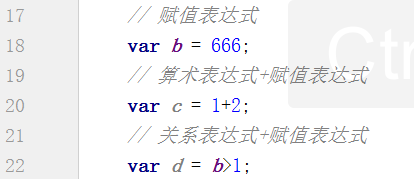 17 // 赋值表达式
18 var b = 666;
19 // 算术表达式+赋值表达式
20 var c = 1+2;
21 // 关系表达式+赋值表达式
22 var d = b>1;
Ctr